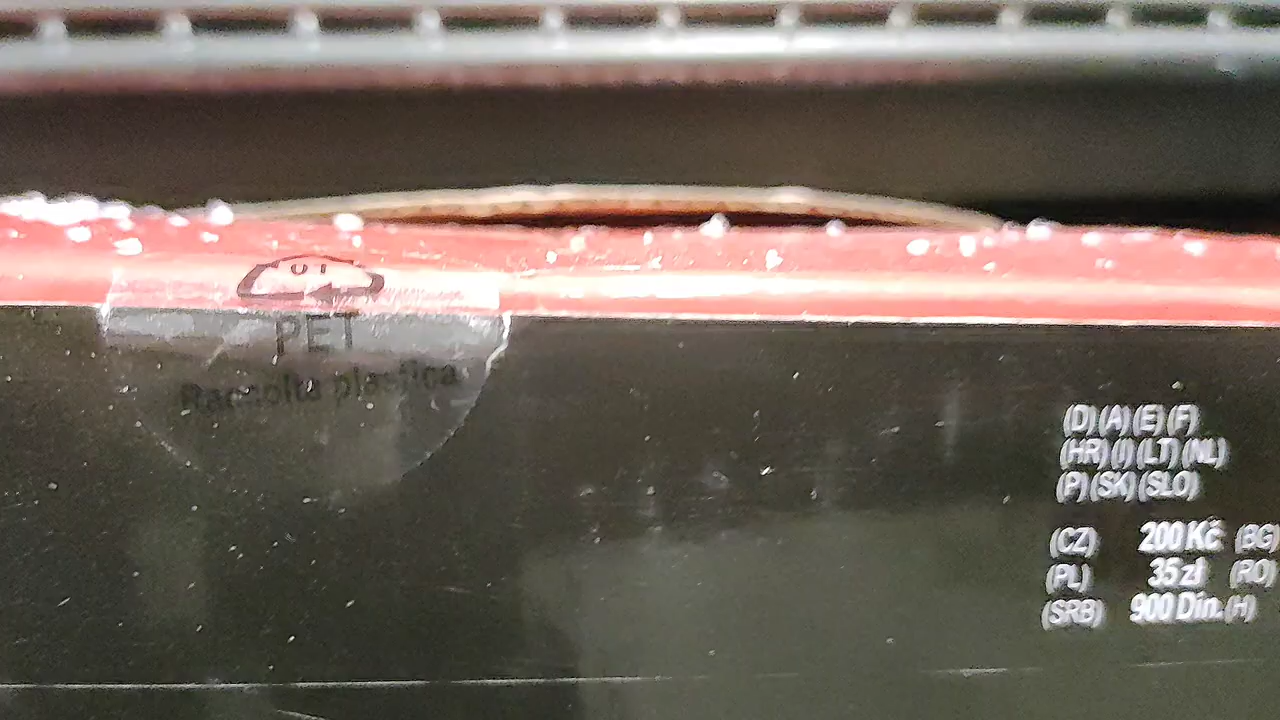 01
PET
Raccolta plastica
(D) (A) (E) (F)
(HR) (I) (LT) (NL)
(P) (SK) (SLO)
(CZ) 200 Kč (BG)
(PL) 35 zł (RO)
(SRB) 900 Din. (H)